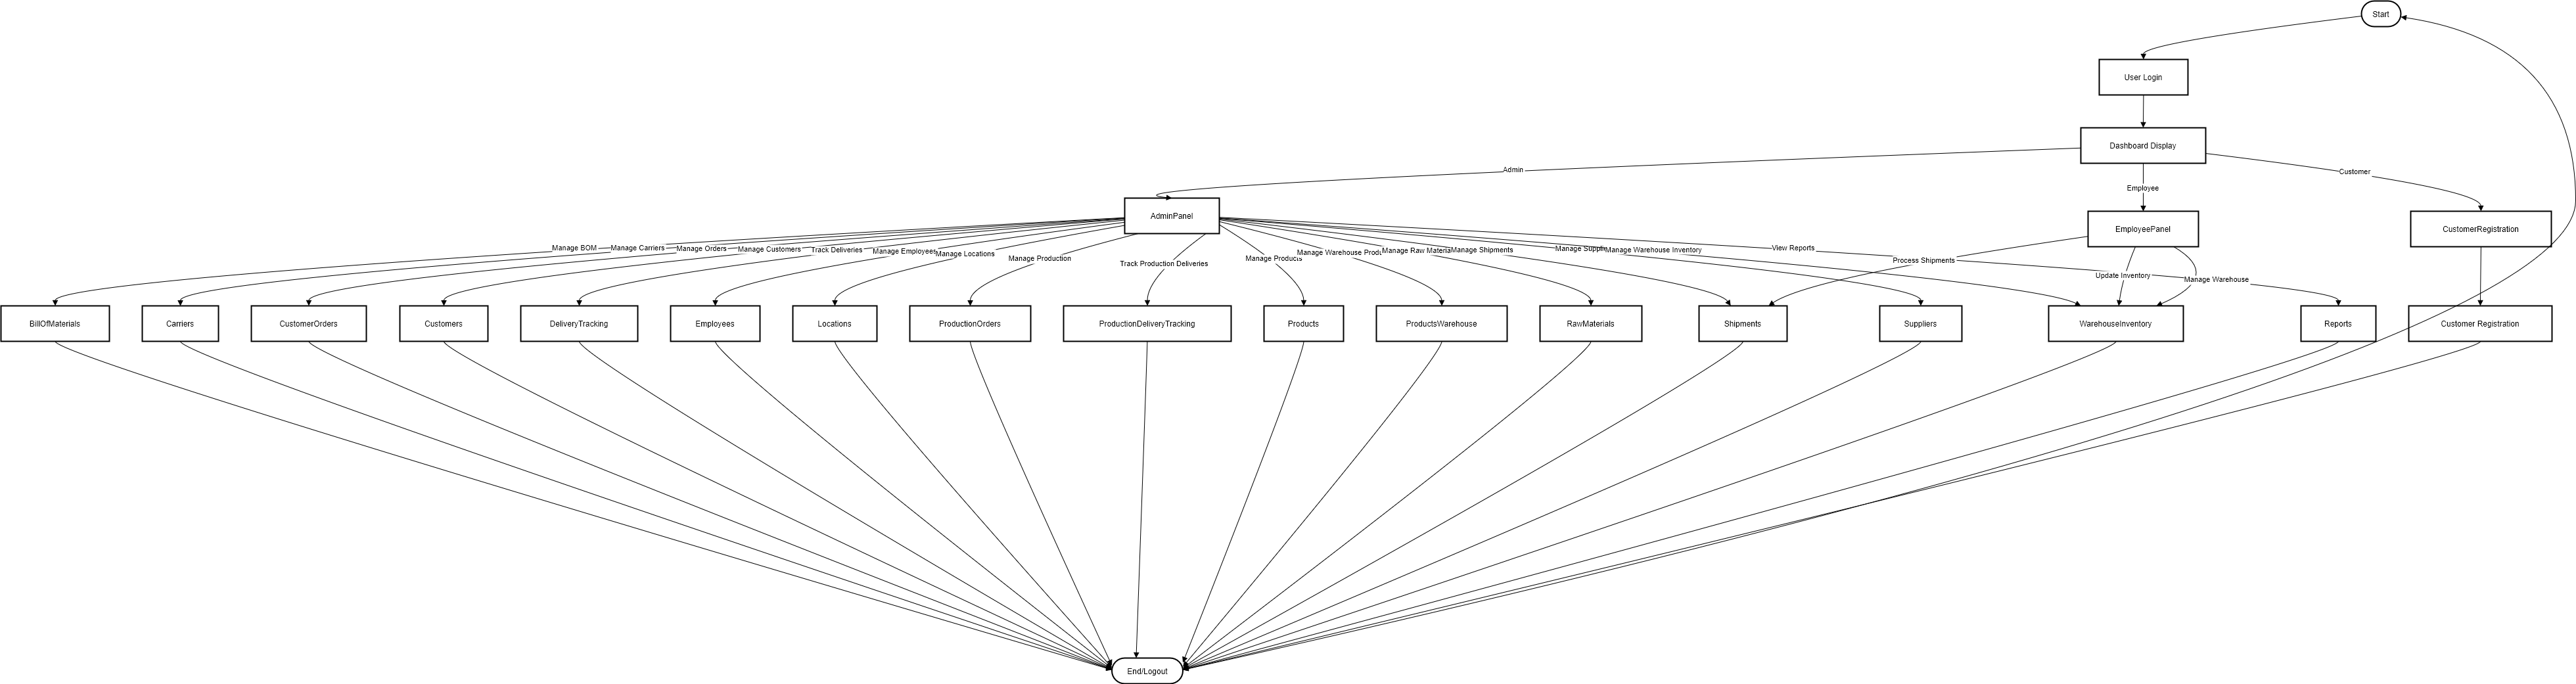 Start
User Login
Dashboard Display
Admin
Customer
Employee
AdminPanel
EmployeePanel
CustomerRegistration
Manage BOM
Manage Carriers
Manage Orders
Manage Customers
Track Deliveries
Manage Employees
Manage Locations
Manage Production
Track Production Deliveries
Manage Products
Manage Warehouse
Manage Raw
Manage Shipments
Manage
Manage Warehouse Inventory
View Reports
Process Shipments
Update Inventory
Manage Warehouse
BillOfMaterials
Carriers
CustomerOrders
Customers
DeliveryTracking
Employees
Locations
ProductionOrders
ProductionDeliveryTracking
Products
ProductsWarehouse
RawMaterials
Shipments
Suppliers
WarehouseInventory
Reports
Customer Registration
End/Logout